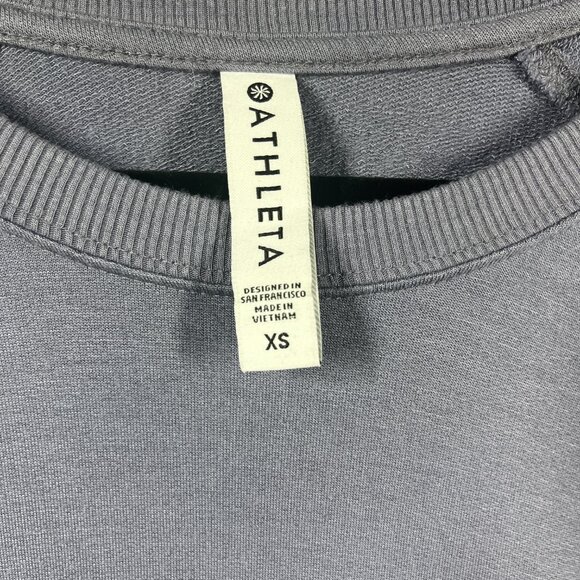 ATHLETA
DESIGNED IN
SAN FRANCISCO
MADE IN
VIETNAM
XS